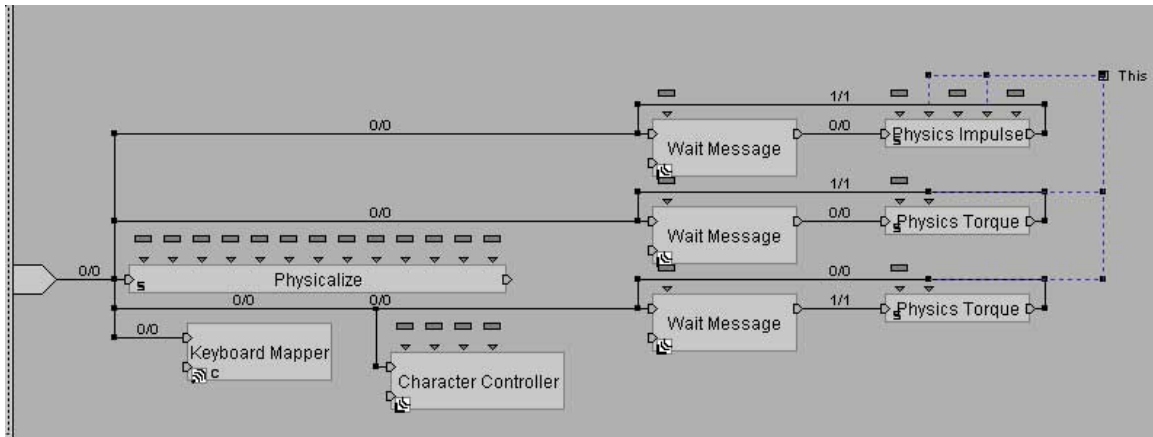 This
1/1
0/0
Wait Message
0/0
Physics Impulse
S
1/1
0/0
Wait Message
0/0
Physics Torque
S
0/0
Physicalize
S
0/0
0/0
0/0
Wait Message
1/1
Physics Torque
S
0/0
Keyboard Mapper
C
Character Controller